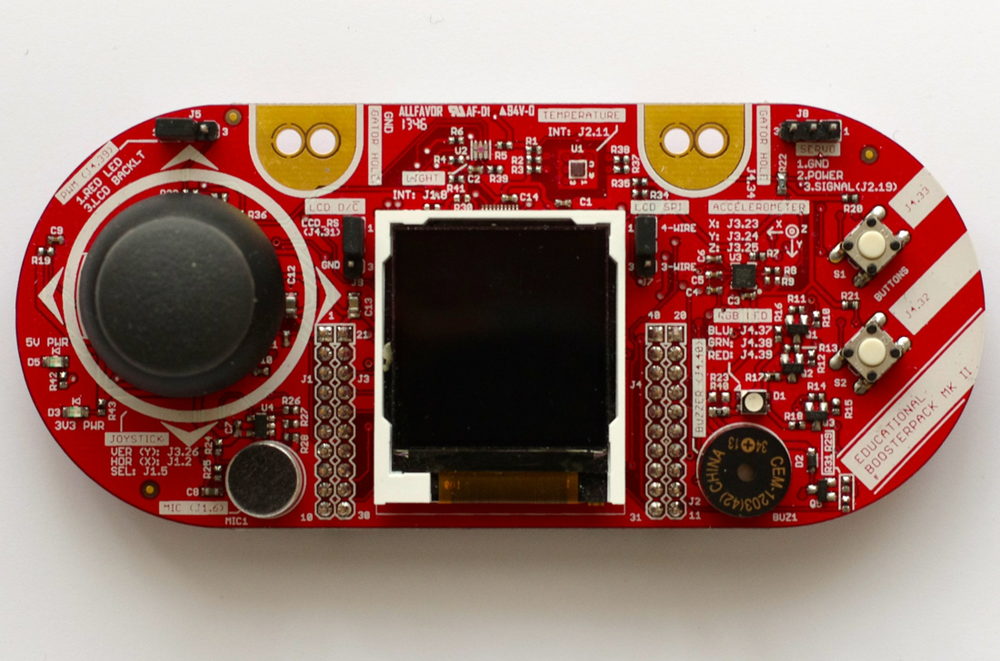 J5
3
PWM (J4.39)
1.RED LED
3.LCD BACKLT
ALLFAVOR AF-D1 94V-0
1346
GATOR HOLE
GND
TEMPERATURE
INT: J2.11
U1
R6
U2
R5
R4
R1
R2
R3
C2
R39
R38
R37
R35
R34
LIGHT
R41
INT: J1.8
R30
C14
C1
GATOR HOLE
J4.34
J8
3
1
SERVO
1.GND
2.POWER
*3.SIGNAL(J2.19)
R22
R20
J4.33
S1
BUTTONS
J4.32
R21
S2
R36
C9
R19
LCD D/C
LCD_RS
(J4.31)
1
GND
3
C12
C13
LCD SPI
1
4-WIRE
3
3-WIRE
ACCELEROMETER
X: J3.23
Y: J3.24
Z: J3.25
X
Z
Y
C6
U3
C5
C4
C3
R8
R9
RGB LED
BLU: J4.37
GRN: J4.38
RED: J4.39
R16
R11
R10
R13
R12
R17
R23
R40
D1
R14
R18
R15
5V PWR
D5
R42
D3
3V3 PWR
R43
1
21
J1
J3
10
30
40
20
J4
J2
31
11
JOYSTICK
VER (Y): J3.26
HOR (X): J1.2
SEL: J1.5
U4
C7
R26
R27
R28
R24
R25
C8
MIC (J1.6)
MIC1
BUZZER (J4.40)
CEM-1203(42) CHINA
34 13
BUZ1
D2
R29
R31
EDUCATIONAL
BOOSTERPACK MK II